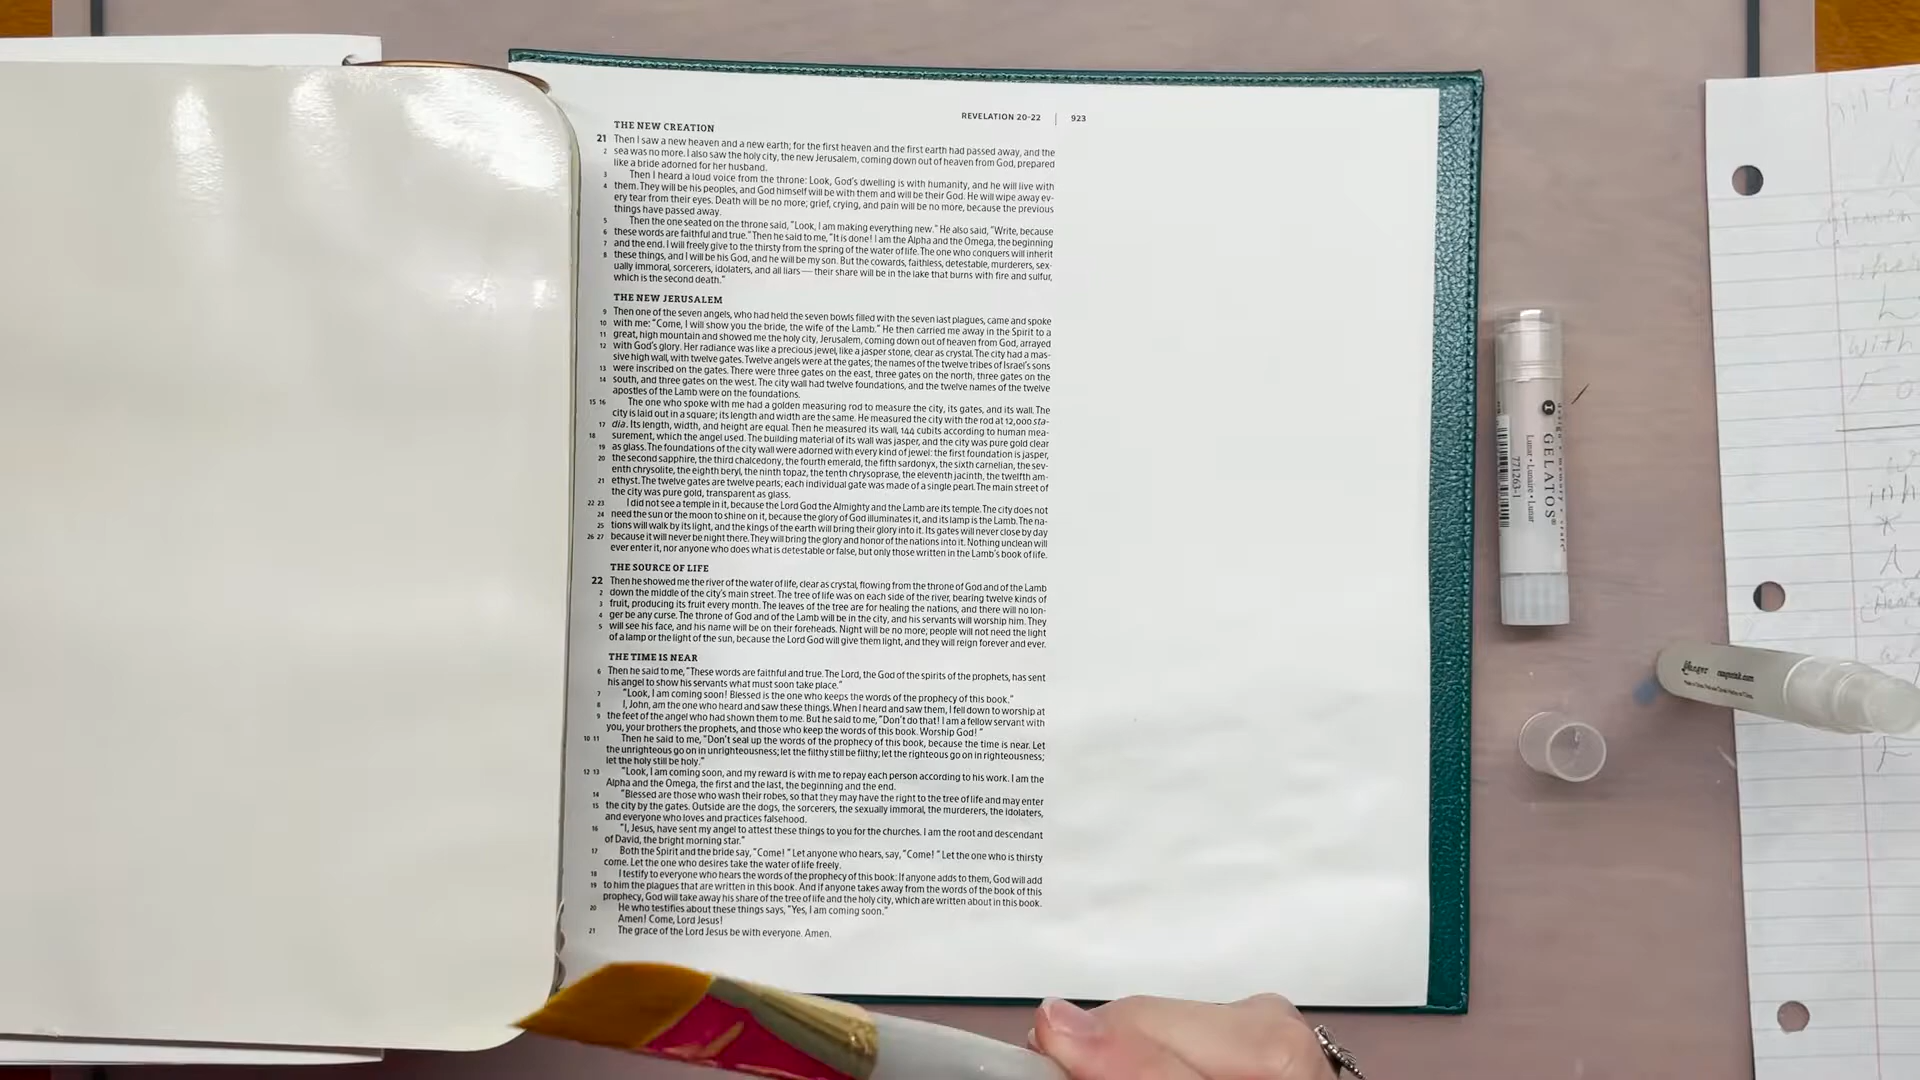 REVELATION 20-22 | 923
THE NEW CREATION
21 Then I saw a new heaven and a new earth; for the first heaven and the first earth had passed away, and the
2 sea was no more. I also saw the holy city, the new Jerusalem, coming down out of heaven from God, prepared
like a bride adorned for her husband.
3 Then I heard a loud voice from the throne: Look, God's dwelling is with humanity, and he will live with
4 them. They will be his peoples, and God himself will be with them and will be their God. He will wipe away ev-
ery tear from their eyes. Death will be no more; grief, crying, and pain will be no more, because the previous
things have passed away.
5 Then the one seated on the throne said, "Look, I am making everything new." He also said, "Write, because
6 these words are faithful and true." Then he said to me, "It is done! I am the Alpha and the Omega, the beginning
7 and the end. I will freely give to the thirsty from the spring of the water of life. The one who conquers will inherit
8 these things, and I will be his God, and he will be my son. But the cowards, faithless, detestable, murderers, sex-
ually immoral, sorcerers, idolaters, and all liars — their share will be in the lake that burns with fire and sulfur,
which is the second death."
THE NEW JERUSALEM
9 Then one of the seven angels, who had held the seven bowls filled with the seven last plagues, came and spoke
10 with me: "Come, I will show you the bride, the wife of the Lamb." He then carried me away in the Spirit to a
11 great, high mountain and showed me the holy city, Jerusalem, coming down out of heaven from God, arrayed
12 with God's glory. Her radiance was like a precious jewel, like a jasper stone, clear as crystal. The city had a mas-
sive high wall, with twelve gates. Twelve angels were at the gates; the names of the twelve tribes of Israel's sons
13 were inscribed on the gates. There were three gates on the east, three gates on the north, three gates on the
14 south, and three gates on the west. The city wall had twelve foundations, and the twelve names of the twelve
apostles of the Lamb were on the foundations.
15 16 The one who spoke with me had a golden measuring rod to measure the city, its gates, and its wall. The
city is laid out in a square; its length and width are the same. He measured the city with the rod at 12,000 sta-
17 dia. Its length, width, and height are equal. Then he measured its wall, 144 cubits according to human mea-
18 surement, which the angel used. The building material of its wall was jasper, and the city was pure gold clear
19 as glass. The foundations of the city wall were adorned with every kind of jewel: the first foundation is jasper,
20 the second sapphire, the third chalcedony, the fourth emerald, the fifth sardonyx, the sixth carnelian, the sev-
enth chrysolite, the eighth beryl, the ninth topaz, the tenth chrysoprase, the eleventh jacinth, the twelfth am-
21 ethyst. The twelve gates are twelve pearls; each individual gate was made of a single pearl. The main street of
the city was pure gold, transparent as glass.
22 23 I did not see a temple in it, because the Lord God the Almighty and the Lamb are its temple. The city does not
24 need the sun or the moon to shine on it, because the glory of God illuminates it, and its lamp is the Lamb. The na-
25 tions will walk by its light, and the kings of the earth will bring their glory into it. Its gates will never close by day
26 27 because it will never be night there. They will bring the glory and honor of the nations into it. Nothing unclean will
ever enter it, nor anyone who does what is detestable or false, but only those written in the Lamb's book of life.
THE SOURCE OF LIFE
22 Then he showed me the river of the water of life, clear as crystal, flowing from the throne of God and of the Lamb
2 down the middle of the city's main street. The tree of life was on each side of the river, bearing twelve kinds of
3 fruit, producing its fruit every month. The leaves of the tree are for healing the nations, and there will no lon-
4 ger be any curse. The throne of God and of the Lamb will be in the city, and his servants will worship him. They
5 will see his face, and his name will be on their foreheads. Night will be no more; people will not need the light
of a lamp or the light of the sun, because the Lord God will give them light, and they will reign forever and ever.
THE TIME IS NEAR
6 Then he said to me, "These words are faithful and true. The Lord, the God of the spirits of the prophets, has sent
his angel to show his servants what must soon take place."
7 "Look, I am coming soon! Blessed is the one who keeps the words of the prophecy of this book."
8 I, John, am the one who heard and saw these things. When I heard and saw them, I fell down to worship at
9 the feet of the angel who had shown them to me. But he said to me, "Don't do that! I am a fellow servant with
you, your brothers the prophets, and those who keep the words of this book. Worship God!"
10 11 Then he said to me, "Don't seal up the words of the prophecy of this book, because the time is near. Let
the unrighteous go on in unrighteousness; let the filthy still be filthy; let the righteous go on in righteousness;
let the holy still be holy."
12 13 "Look, I am coming soon, and my reward is with me to repay each person according to his work. I am the
Alpha and the Omega, the first and the last, the beginning and the end.
14 "Blessed are those who wash their robes, so that they may have the right to the tree of life and may enter
15 the city by the gates. Outside are the dogs, the sorcerers, the sexually immoral, the murderers, the idolaters,
and everyone who loves and practices falsehood.
16 "I, Jesus, have sent my angel to attest these things to you for the churches. I am the root and descendant
of David, the bright morning star."
17 Both the Spirit and the bride say, "Come!" Let anyone who hears, say, "Come!" Let the one who is thirsty
come. Let the one who desires take the water of life freely.
18 I testify to everyone who hears the words of the prophecy of this book: If anyone adds to them, God will add
19 to him the plagues that are written in this book. And if anyone takes away from the words of the book of this
prophecy, God will take away his share of the tree of life and the holy city, which are written about in this book.
20 He who testifies about these things says, "Yes, I am coming soon."
Amen! Come, Lord Jesus!
21 The grace of the Lord Jesus be with everyone. Amen.
GELATOS®
Lunar • Lunaire • Lunar
771263-1
Ranger
with